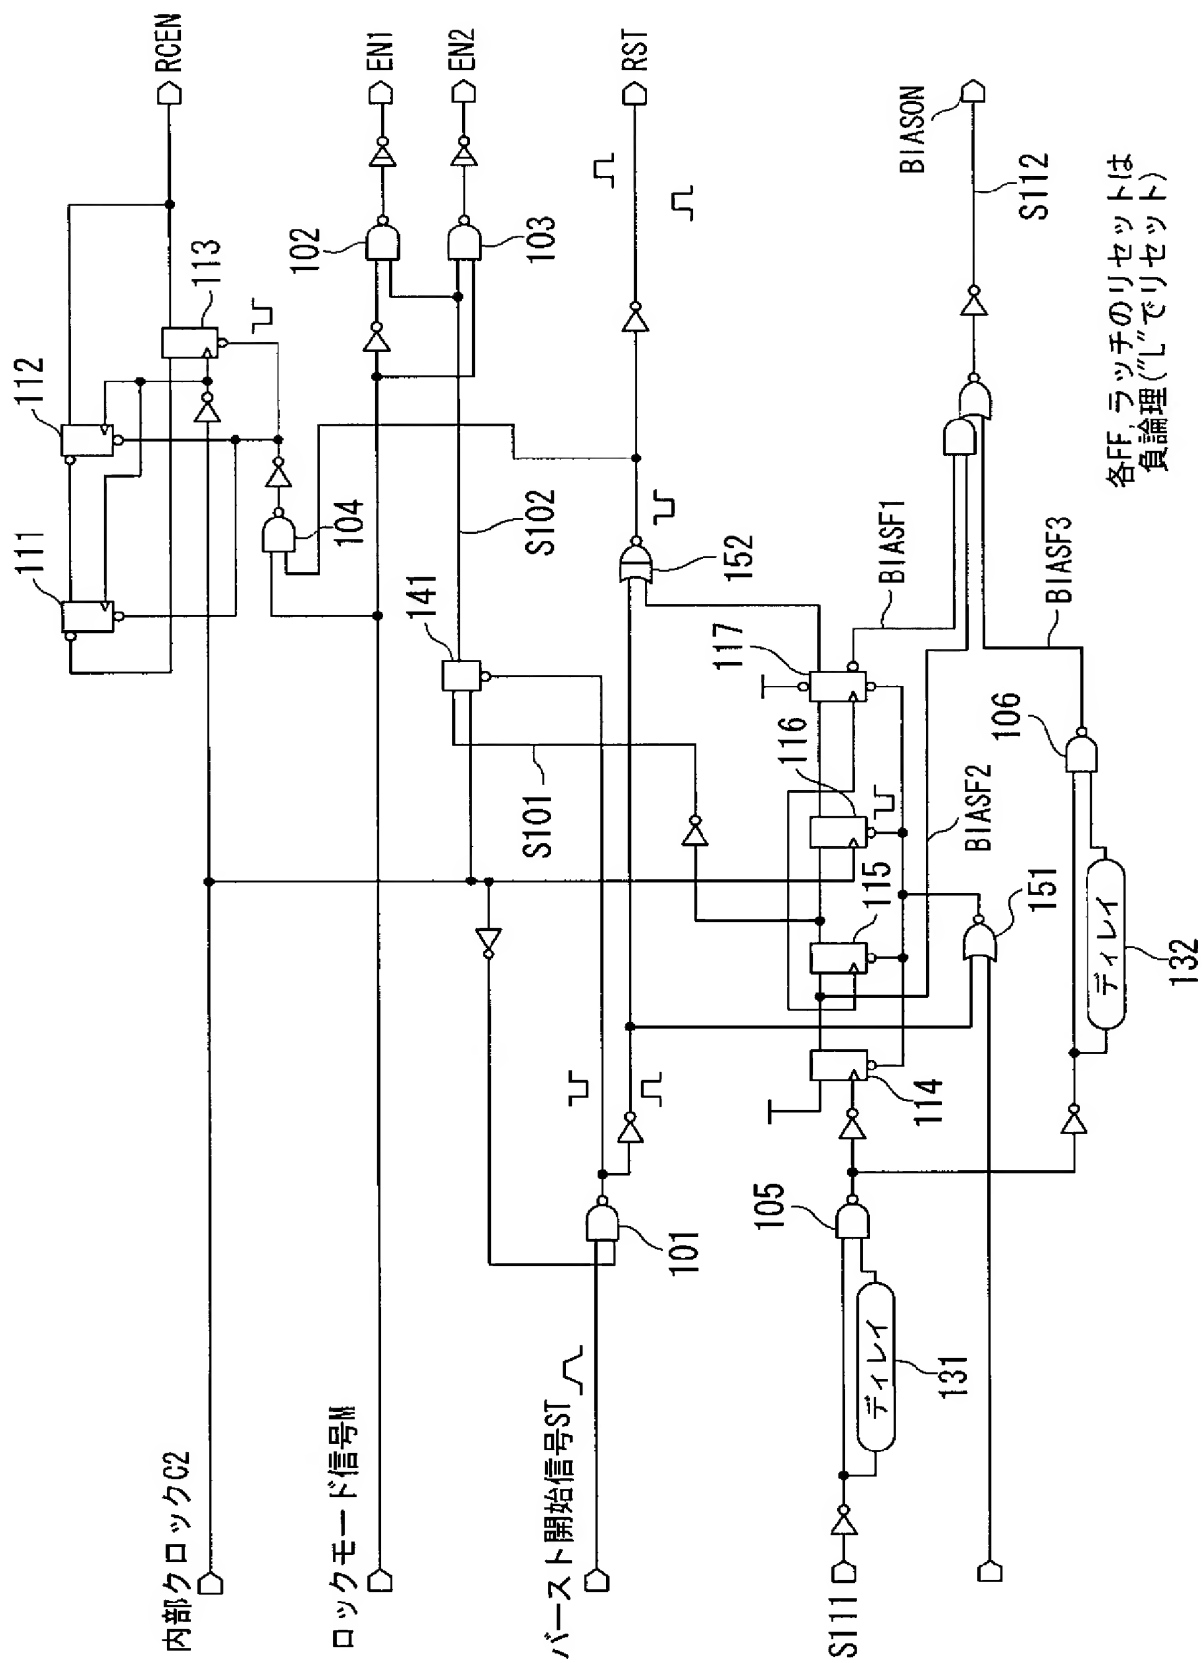 内部クロックC2
ロックモード信号M
バースト開始信号ST
S111
RCEN
EN1
EN2
RST
BIASON
111
112
113
104
102
103
141
S102
S101
101
152
117
116
115
114
BIASF1
BIASF2
BIASF3
S112
105
ディレイ
131
151
106
ディレイ
132
各FF,ラッチのリセットは
負論理("L"でリセット)